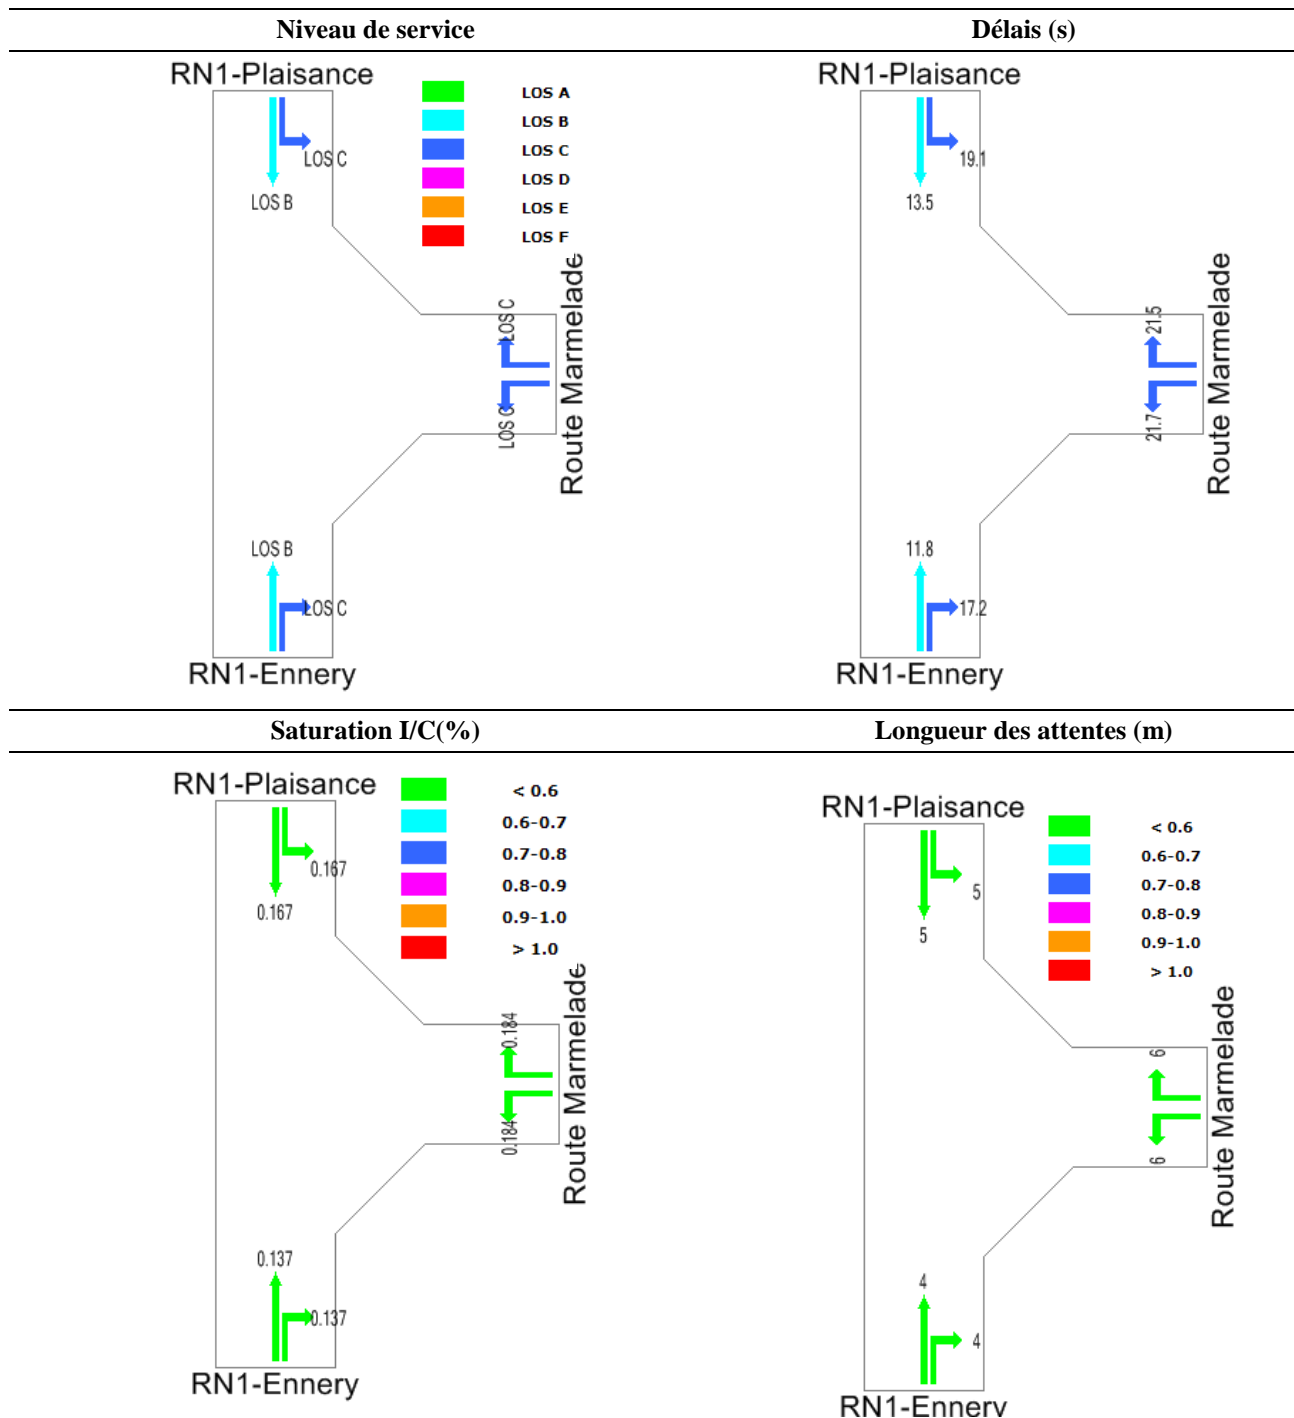 Niveau de service
Délais (s)
RN1-Plaisance
LOS A
LOS B
LOS C
LOS D
LOS E
LOS F
LOS C
LOS B
LOS C
LOS C
Route Marmelade
LOS B
LOS C
RN1-Ennery
RN1-Plaisance
19.1
13.5
21.5
21.7
Route Marmelade
11.8
17.2
RN1-Ennery
Saturation I/C(%)
Longueur des attentes (m)
RN1-Plaisance
< 0.6
0.6-0.7
0.7-0.8
0.8-0.9
0.9-1.0
> 1.0
0.167
0.167
0.184
0.184
Route Marmelade
0.137
0.137
RN1-Ennery
RN1-Plaisance
< 0.6
0.6-0.7
0.7-0.8
0.8-0.9
0.9-1.0
> 1.0
5
5
6
6
Route Marmelade
4
4
RN1-Ennery